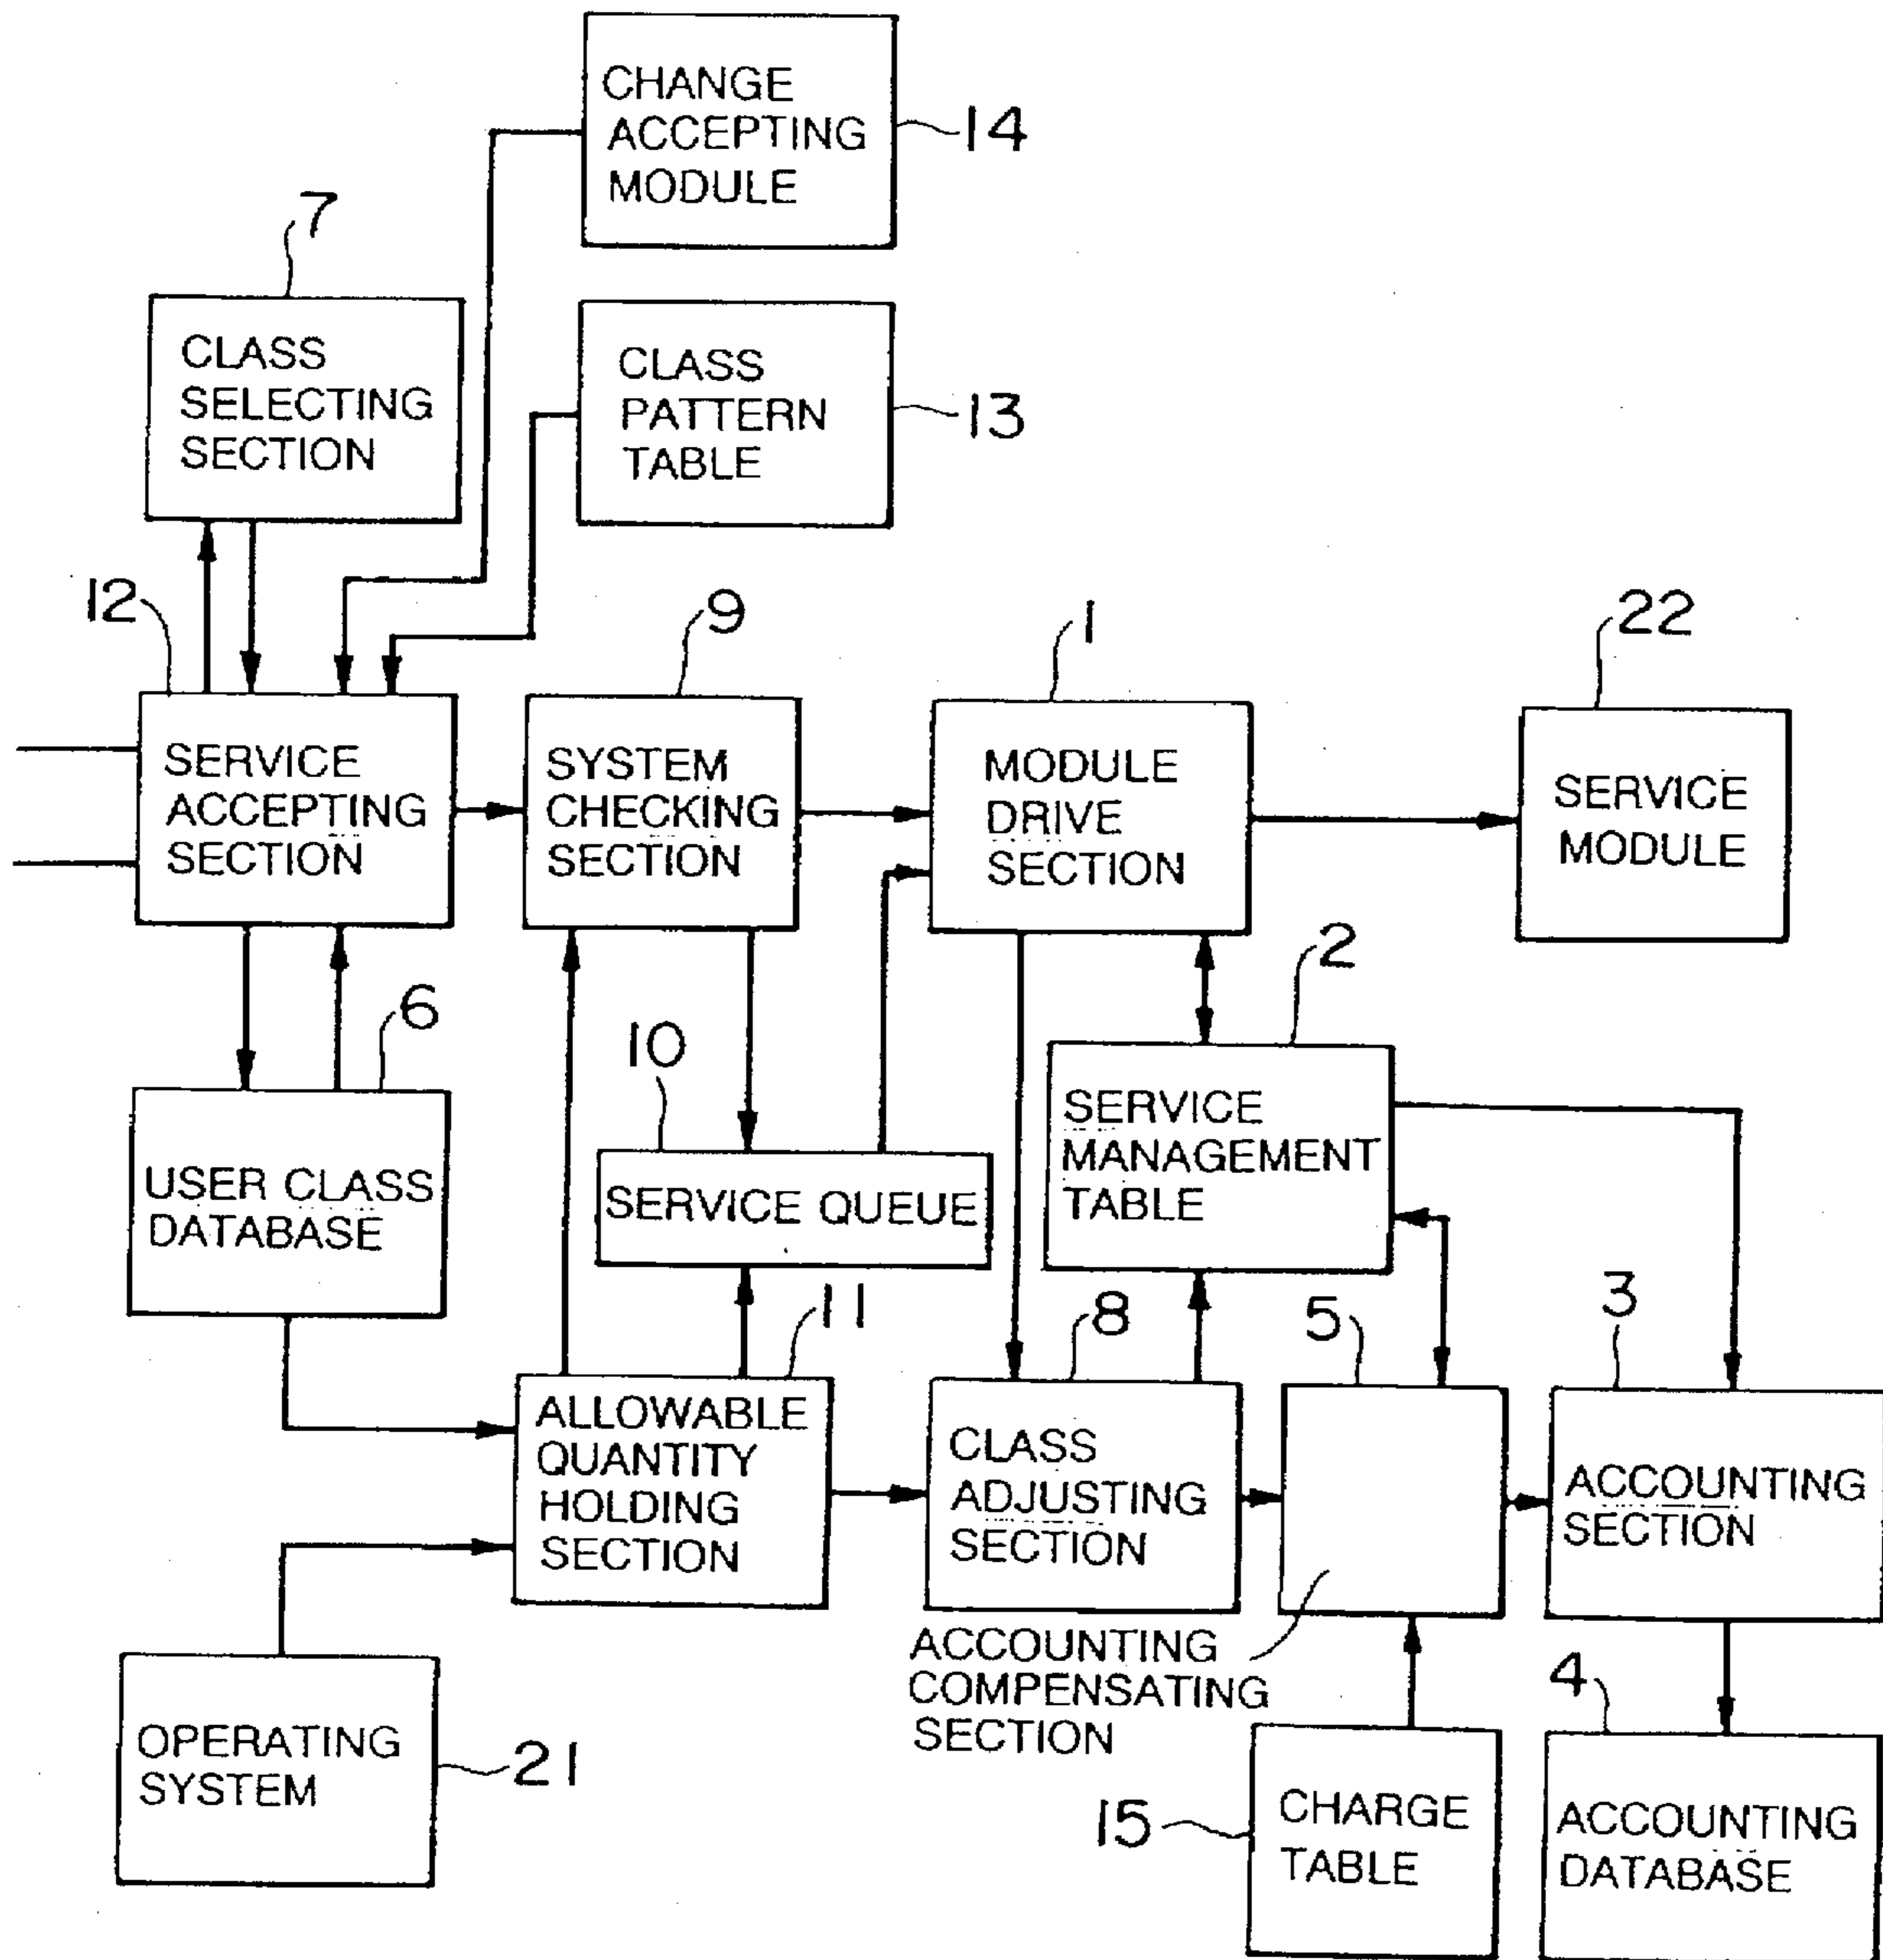 CHANGE
ACCEPTING
MODULE
14
7
CLASS
SELECTING
SECTION
CLASS
PATTERN
TABLE
13
12
SERVICE
ACCEPTING
SECTION
9
SYSTEM
CHECKING
SECTION
1
MODULE
DRIVE
SECTION
22
SERVICE
MODULE
6
USER CLASS
DATABASE
10
SERVICE QUEUE
2
SERVICE
MANAGEMENT
TABLE
11
ALLOWABLE
QUANTITY
HOLDING
SECTION
8
CLASS
ADJUSTING
SECTION
5
ACCOUNTING
COMPENSATING
SECTION
3
ACCOUNTING
SECTION
OPERATING
SYSTEM
21
15
CHARGE
TABLE
4
ACCOUNTING
DATABASE